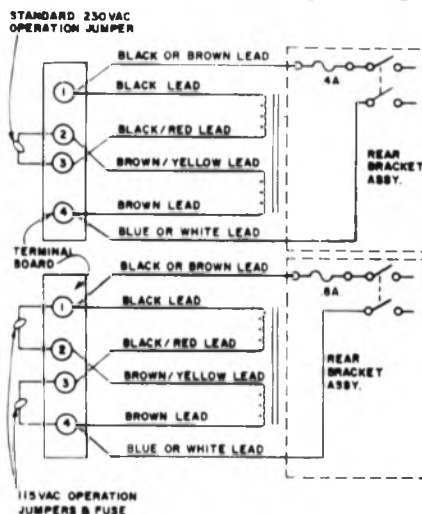 STANDARD 230VAC
OPERATION JUMPER
BLACK OR BROWN LEAD
1
BLACK LEAD
4A
2
BLACK/RED LEAD
3
BROWN/YELLOW LEAD
REAR
BRACKET
ASSY.
BROWN LEAD
4
BLUE OR WHITE LEAD
TERMINAL
BOARD
BLACK OR BROWN LEAD
1
BLACK LEAD
8A
2
BLACK/RED LEAD
3
BROWN/YELLOW LEAD
REAR
BRACKET
ASSY.
BROWN LEAD
4
BLUE OR WHITE LEAD
115VAC OPERATION
JUMPERS & FUSE